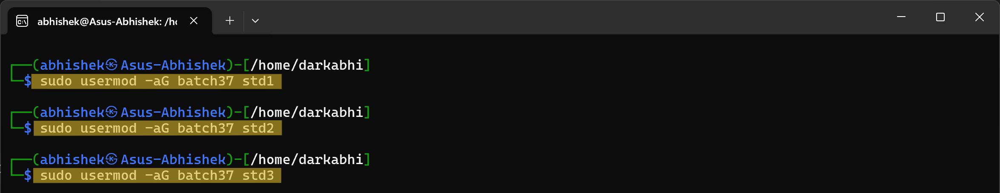 abhishek@Asus-Abhishek: /ho
┌──(abhishek㉿Asus-Abhishek)-[/home/darkabhi]
└─$ sudo usermod -aG batch37 std1
┌──(abhishek㉿Asus-Abhishek)-[/home/darkabhi]
└─$ sudo usermod -aG batch37 std2
┌──(abhishek㉿Asus-Abhishek)-[/home/darkabhi]
└─$ sudo usermod -aG batch37 std3